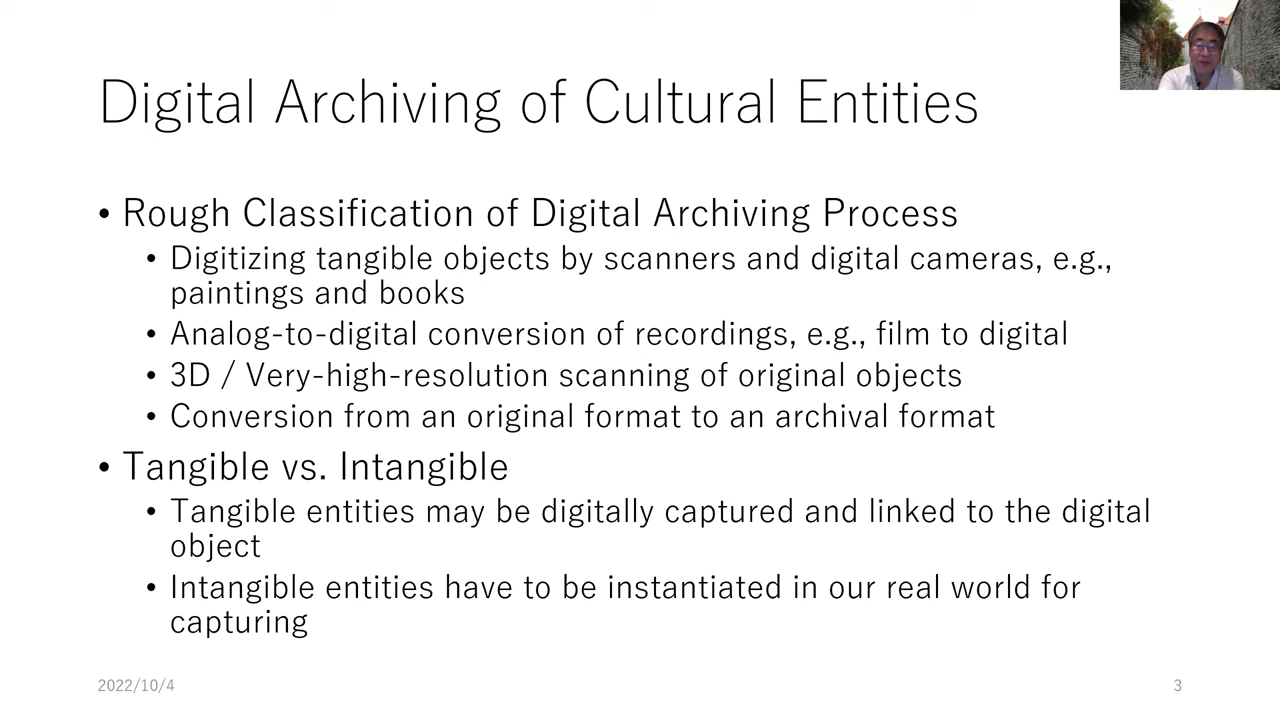 Digital Archiving of Cultural Entities
• Rough Classification of Digital Archiving Process
• Digitizing tangible objects by scanners and digital cameras, e.g.,
paintings and books
• Analog-to-digital conversion of recordings, e.g., film to digital
• 3D / Very-high-resolution scanning of original objects
• Conversion from an original format to an archival format
• Tangible vs. Intangible
• Tangible entities may be digitally captured and linked to the digital
object
• Intangible entities have to be instantiated in our real world for
capturing
2022/10/4
3